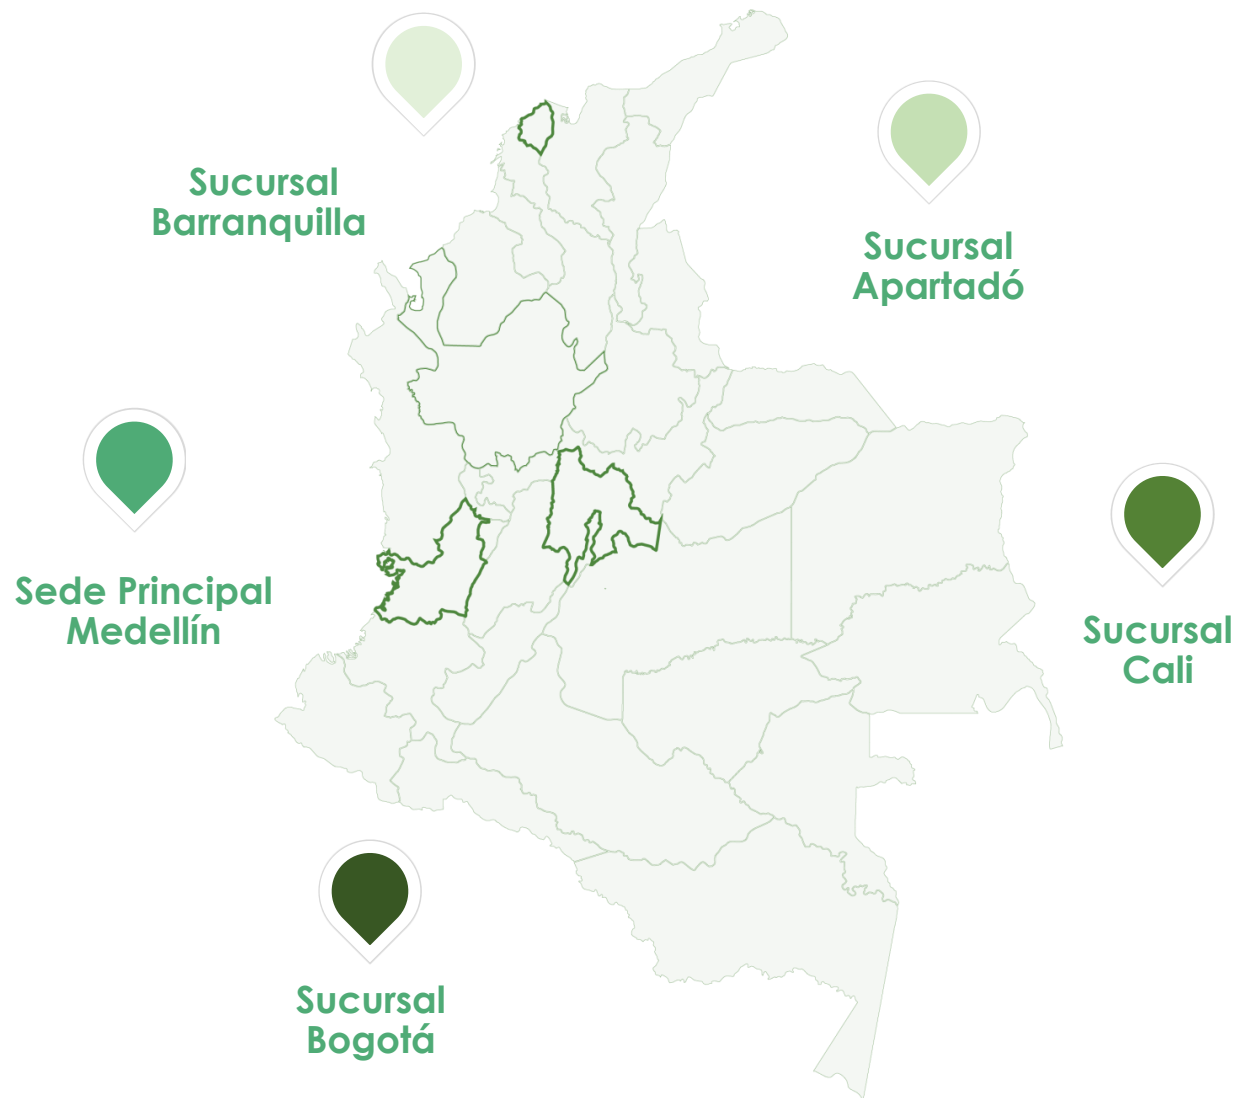 Sucursal
Barranquilla
Sucursal
Apartadó
Sede Principal
Medellín
Sucursal
Cali
Sucursal
Bogotá